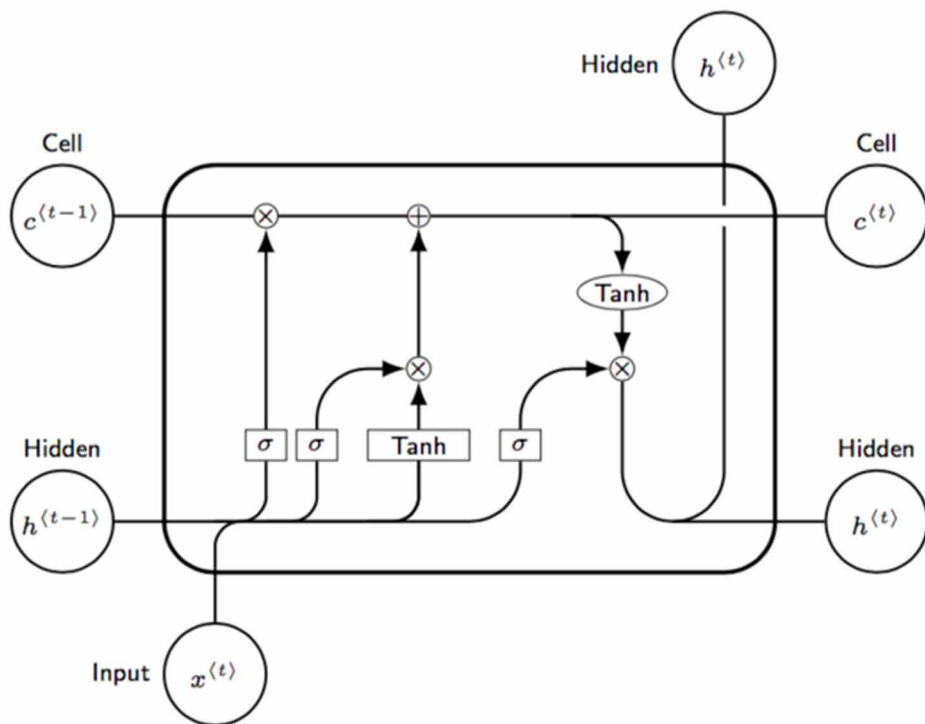 Hidden
h⟨t⟩
Cell
Cell
c⟨t−1⟩
×
+
c⟨t⟩
Tanh
×
×
σ
σ
Tanh
σ
Hidden
Hidden
h⟨t−1⟩
h⟨t⟩
Input
x⟨t⟩